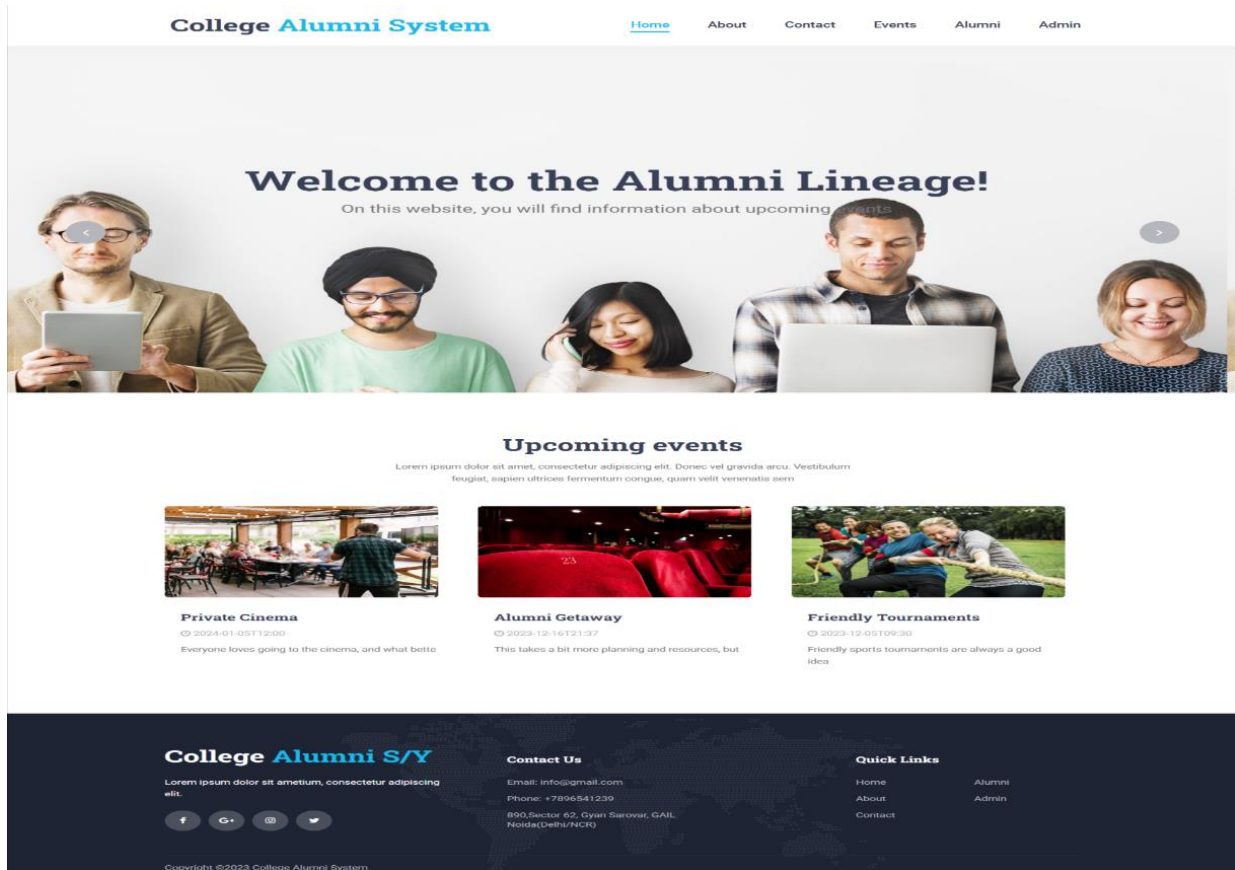 College Alumni System
Home About Contact Events Alumni Admin
Welcome to the Alumni Lineage!
On this website, you will find information about upcoming events
Upcoming events
Lorem ipsum dolor sit amet, consectetur adipiscing elit. Donec vel gravida arcu. Vestibulum
feugiat, sapien ultrices fermentum congue, quam velit venenatis sem
23
Private Cinema
2024-01-05T12:00
Everyone loves going to the cinema, and what bette
Alumni Getaway
2023-12-16T21:37
This takes a bit more planning and resources, but
Friendly Tournaments
2023-12-05T09:30
Friendly sports tournaments are always a good
idea
College Alumni S/Y
Lorem ipsum dolor sit ametium, consectetur adipiscing
elit.
f G+
Contact Us
Email: info@gmail.com
Phone: +7896541239
890,Sector 62, Gyan Sarovar, GAIL
Noida(Delhi/NCR)
Quick Links
Home Alumni
About Admin
Contact
Copyright ©2023 College Alumni System